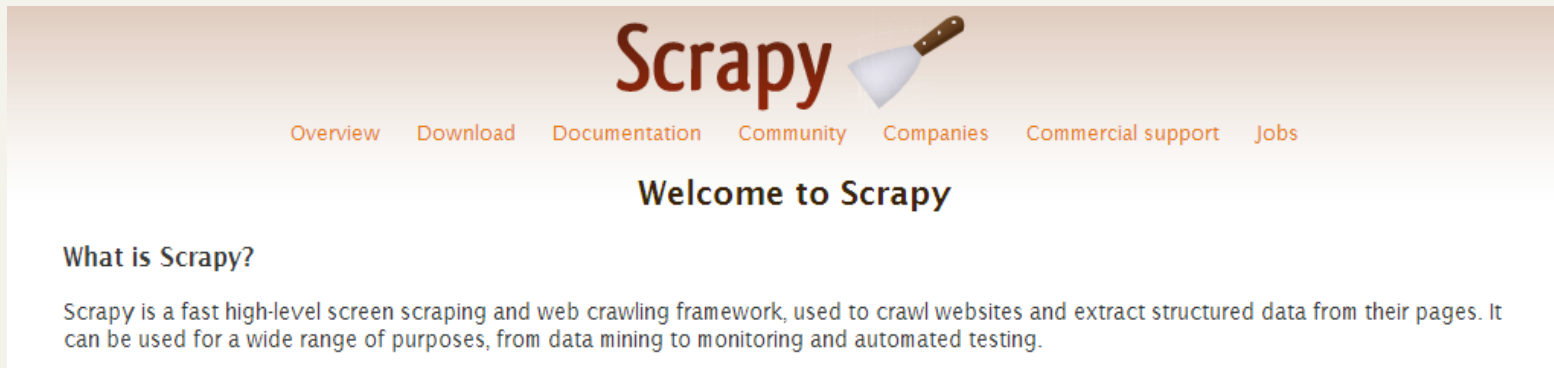 Scrapy
Overview Download Documentation Community Companies Commercial support Jobs
Welcome to Scrapy
What is Scrapy?
Scrapy is a fast high-level screen scraping and web crawling framework, used to crawl websites and extract structured data from their pages. It
can be used for a wide range of purposes, from data mining to monitoring and automated testing.